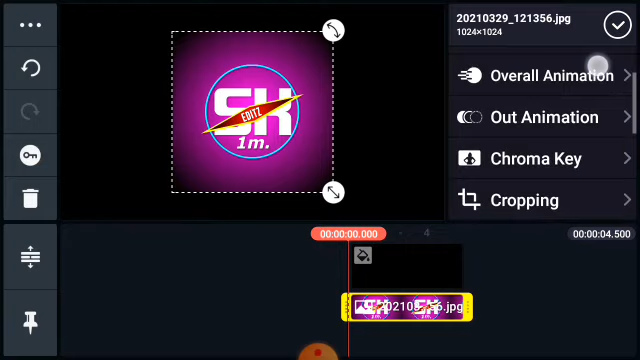 20210329_121356.jpg
1024×1024
Overall Animation
Out Animation
Chroma Key
Cropping
SK
EDITZ
1m.
00:00:00.000
4
00:00:04.500